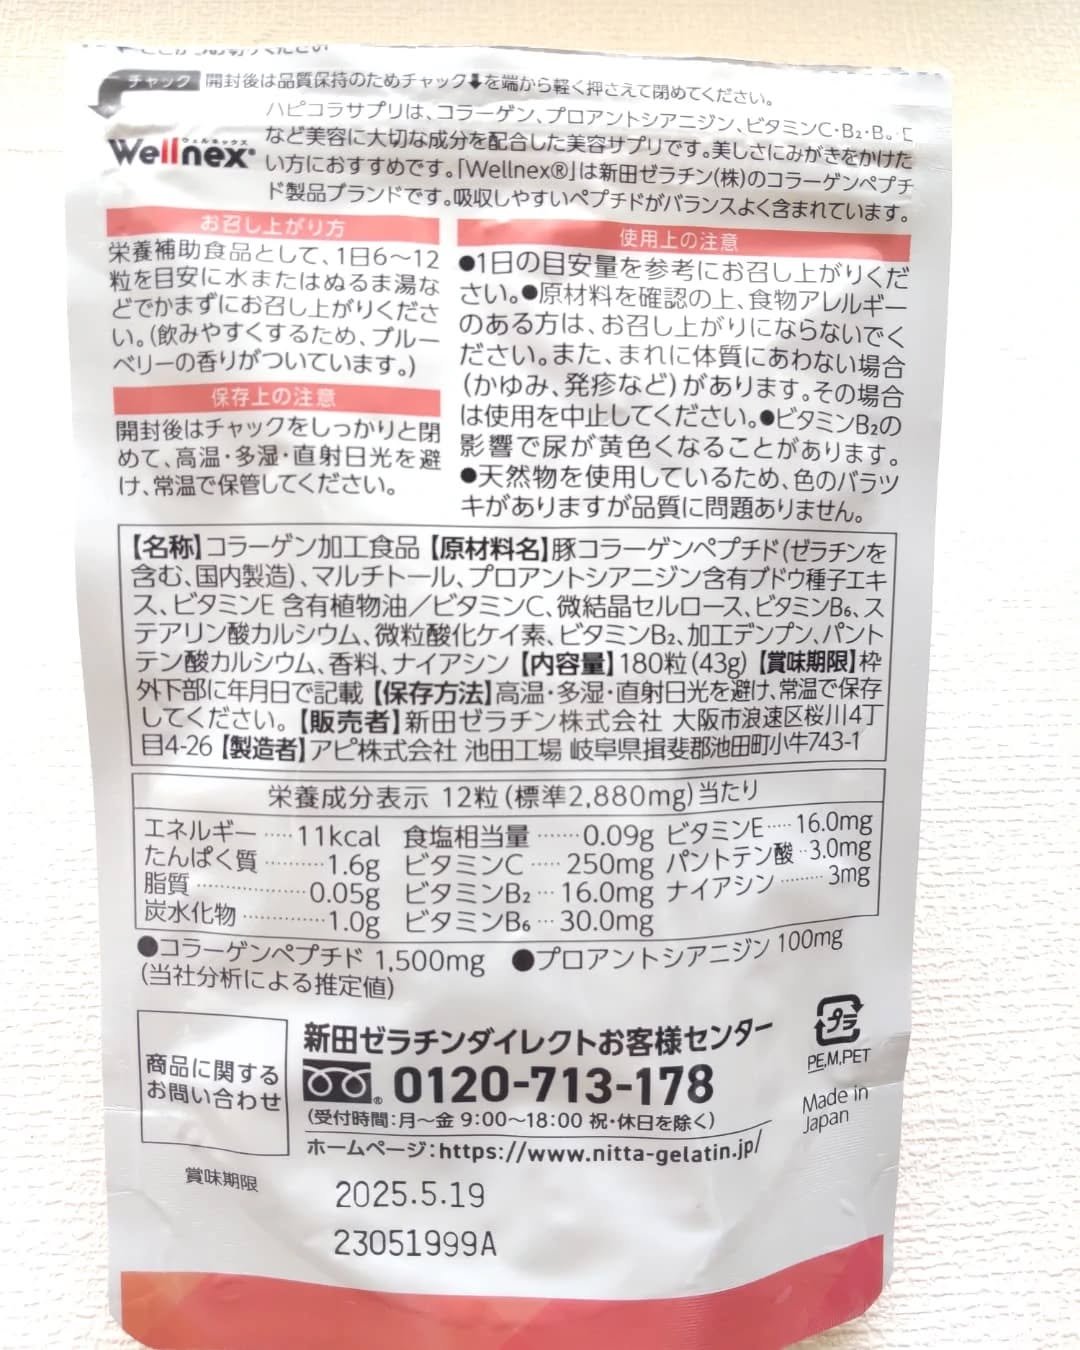 チャック 開封後は品質保持のためチャック⬇を端から軽く押さえて閉めてください。
ハピコラサプリは、コラーゲン、プロアントシアニジン、ビタミンC・B₂・B₆、E
Wellnex ウェルネックス
など美容に大切な成分を配合した美容サプリです。美しさにみがきをかけた
い方におすすめです。「Wellnex®」は新田ゼラチン(株)のコラーゲンペプチ
ド製品ブランドです。吸収しやすいペプチドがバランスよく含まれています。
お召し上がり方
栄養補助食品として、1日6～12
粒を目安に水またはぬるま湯な
どでかまずにお召し上がりくださ
い。(飲みやすくするため、ブルー
ベリーの香りがついています。)
保存上の注意
開封後はチャックをしっかりと閉
めて、高温・多湿・直射日光を避
け、常温で保管してください。
使用上の注意
●1日の目安量を参考にお召し上がりくだ
さい。●原材料を確認の上、食物アレルギー
のある方は、お召し上がりにならないでく
ださい。また、まれに体質にあわない場合
(かゆみ、発疹など)があります。その場合
は使用を中止してください。●ビタミンB₂の
影響で尿が黄色くなることがあります。
●天然物を使用しているため、色のバラツ
キがありますが品質に問題ありません。
【名称】コラーゲン加工食品【原材料名】豚コラーゲンペプチド(ゼラチンを
含む、国内製造)、マルチトール、プロアントシアニジン含有ブドウ種子エキ
ス、ビタミンE 含有植物油／ビタミンC、微結晶セルロース、ビタミンB₆、ス
テアリン酸カルシウム、微粒酸化ケイ素、ビタミンB₂、加工デンプン、パント
テン酸カルシウム、香料、ナイアシン【内容量】180粒(43g)【賞味期限】枠
外下部に年月日で記載【保存方法】高温・多湿・直射日光を避け、常温で保存
してください。【販売者】新田ゼラチン株式会社 大阪市浪速区桜川4丁
目4-26【製造者】アピ株式会社 池田工場 岐阜県揖斐郡池田町小牛743-1
栄養成分表示 12粒(標準2,880mg)当たり
エネルギー……11kcal
たんぱく質………1.6g
脂質……………0.05g
炭水化物…………1.0g
食塩相当量……0.09g
ビタミンC……250mg
ビタミンB₂…16.0mg
ビタミンB₆…30.0mg
ビタミンE……16.0mg
パントテン酸…3.0mg
ナイアシン………3mg
●コラーゲンペプチド 1,500mg ●プロアントシアニジン 100mg
(当社分析による推定値)
商品に関する
お問い合わせ
新田ゼラチンダイレクトお客様センター
0120-713-178
(受付時間：月～金 9:00～18:00 祝・休日を除く)
ホームページ：https://www.nitta-gelatin.jp/
プラ
PE,M,PET
Made in
Japan
賞味期限
2025.5.19
23051999A